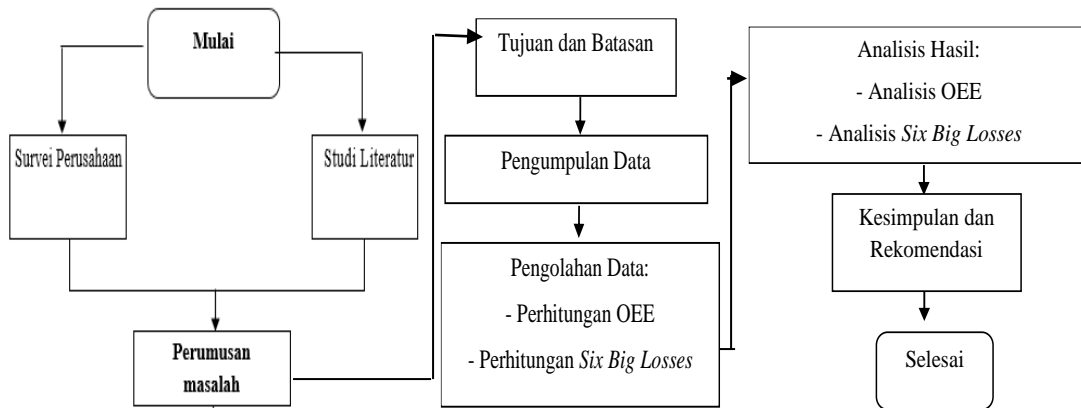 Mulai
Survei Perusahaan
Studi Literatur
Perumusan
masalah
Tujuan dan Batasan
Pengumpulan Data
Pengolahan Data:
- Perhitungan OEE
- Perhitungan Six Big Losses
Analisis Hasil:
- Analisis OEE
- Analisis Six Big Losses
Kesimpulan dan
Rekomendasi
Selesai